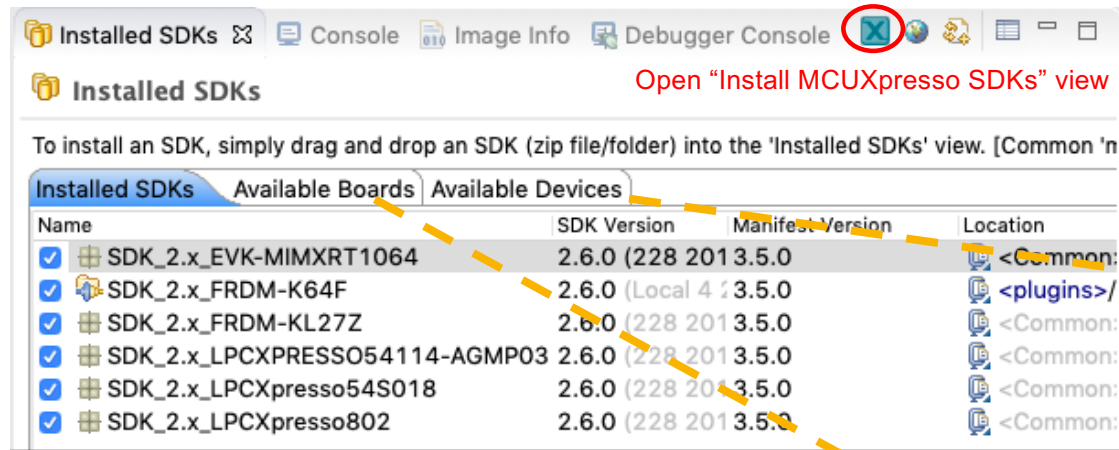 Installed SDKs Console Image Info Debugger Console
Open “Install MCUXpresso SDKs” view
Installed SDKs
To install an SDK, simply drag and drop an SDK (zip file/folder) into the 'Installed SDKs' view. [Common
Installed SDKs Available Boards Available Devices
Name SDK Version Manifest Version Location
SDK_2.x_EVK-MIMXRT1064 2.6.0 (228 201 3.5.0 <Common:
SDK_2.x_FRDM-K64F 2.6.0 (Local 4 3.5.0 <plugins>/
SDK_2.x_FRDM-KL27Z 2.6.0 (228 201 3.5.0 <Common:
SDK_2.x_LPCXPRESSO54114-AGMP03 2.6.0 (228 201 3.5.0 <Common:
SDK_2.x_LPCXpresso54S018 2.6.0 (228 201 3.5.0 <Common:
SDK_2.x_LPCXpresso802 2.6.0 (228 201 3.5.0 <Common: